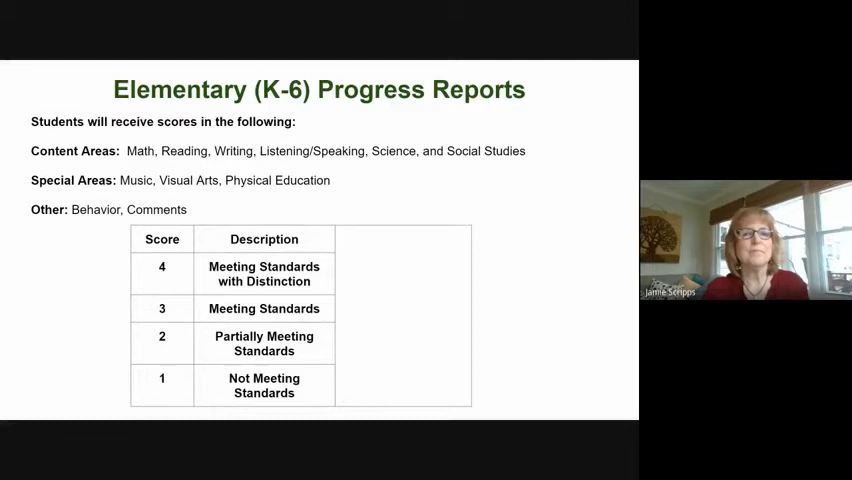 Elementary (K-6) Progress Reports
Students will receive scores in the following:
Content Areas: Math, Reading, Writing, Listening/Speaking, Science, and Social Studies
Special Areas: Music, Visual Arts, Physical Education
Other: Behavior, Comments
Score Description
4 Meeting Standards
with Distinction
3 Meeting Standards
2 Partially Meeting
Standards
1 Not Meeting
Standards
Jamie Scripps